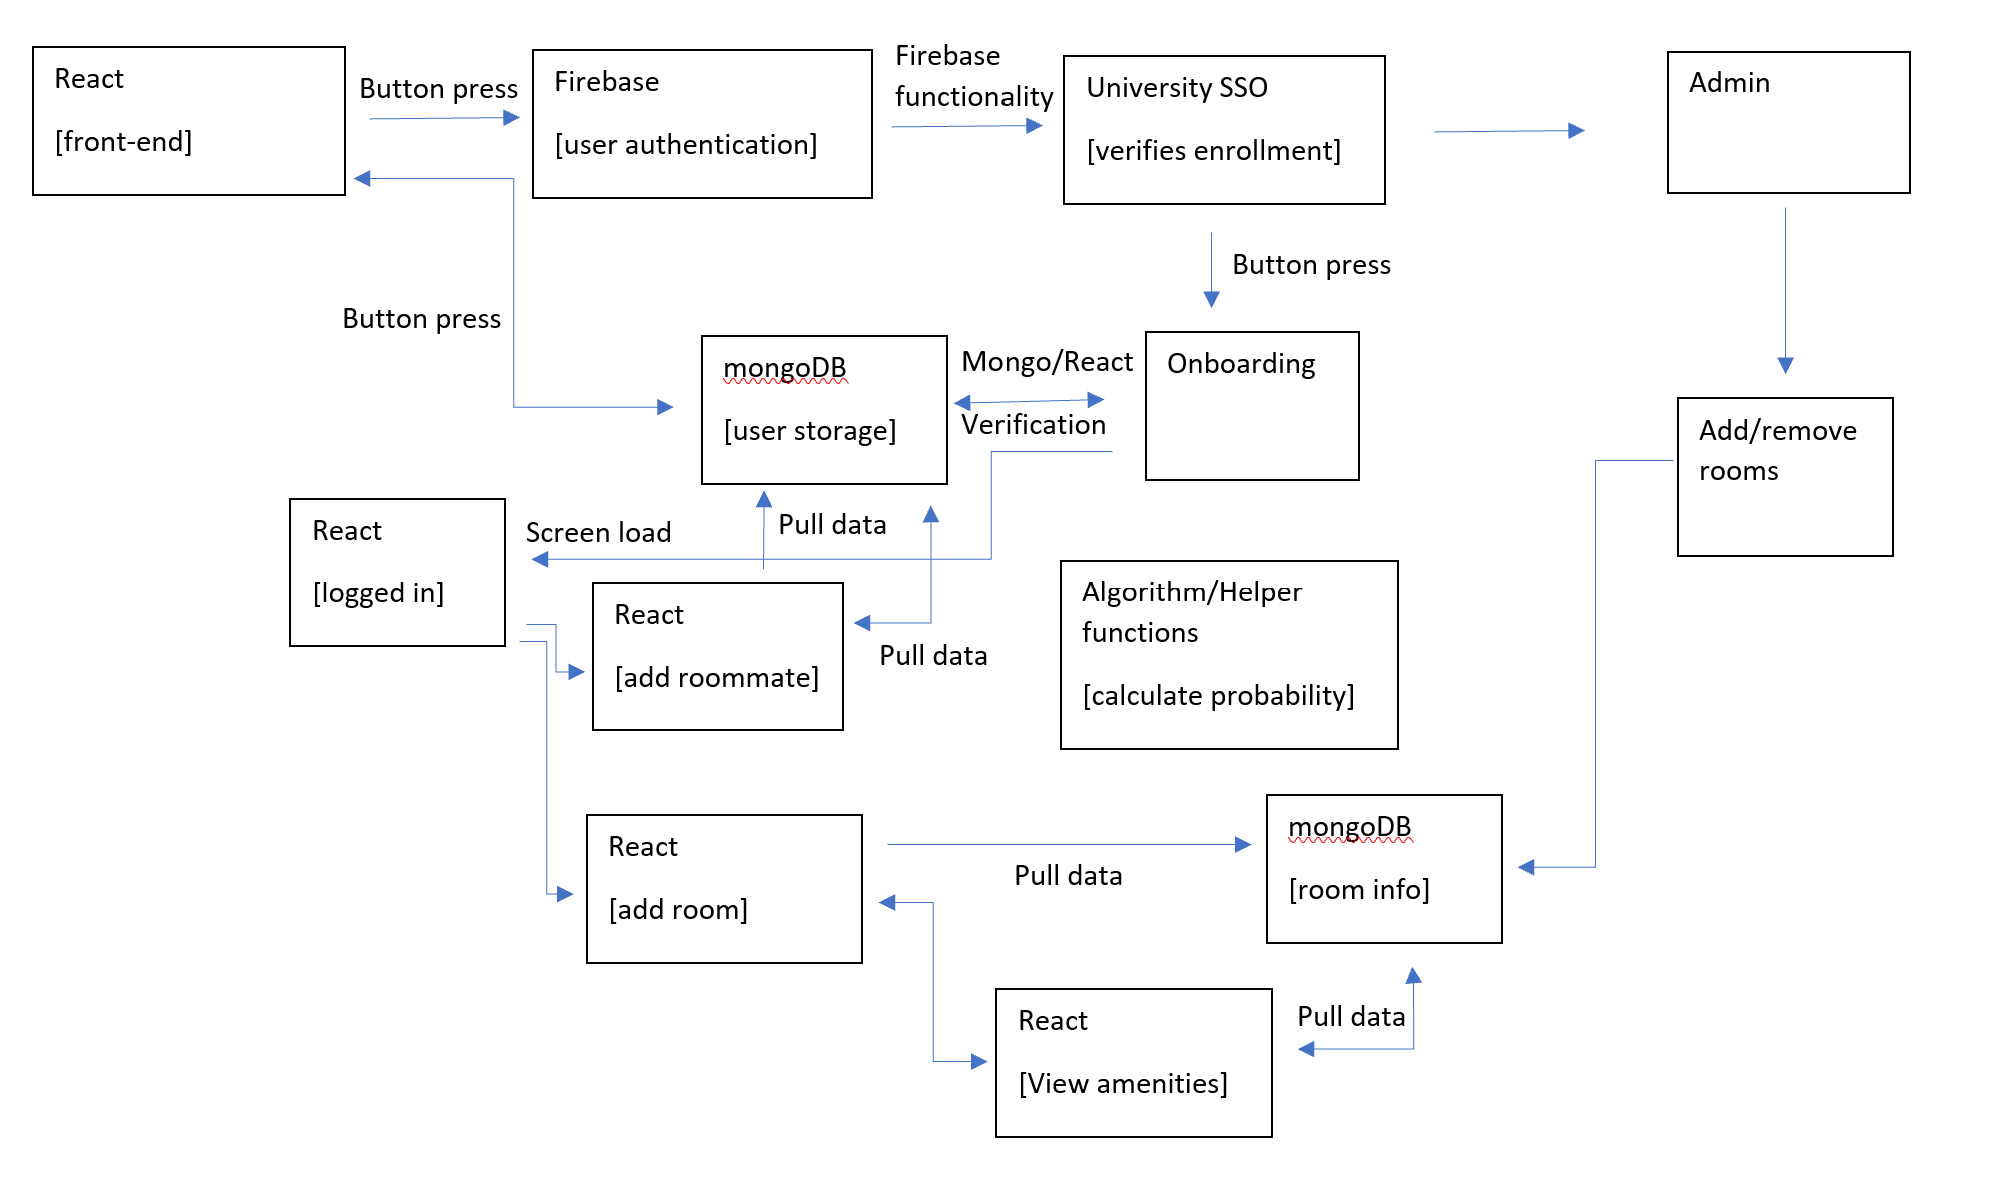 React
[front-end]
Button press
Firebase
[user authentication]
Firebase
functionality
University SSO
[verifies enrollment]
Admin
Button press
Button press
mongoDB
[user storage]
Mongo/React
Verification
Onboarding
Add/remove
rooms
React
[logged in]
Screen load
Pull data
React
[add roommate]
Pull data
Algorithm/Helper
functions
[calculate probability]
React
[add room]
Pull data
mongoDB
[room info]
React
[View amenities]
Pull data